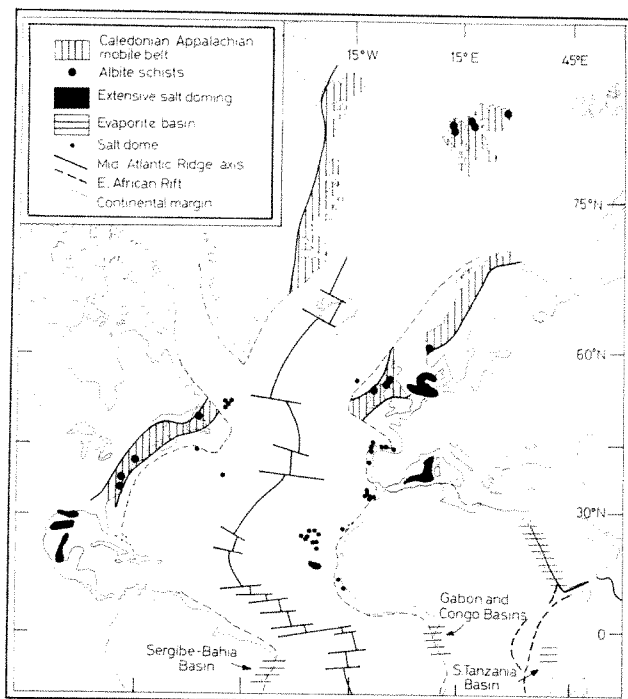 Caledonian Appalachian
mobile belt
Albite schists
Extensive salt doming
Evaporite basin
Salt dome
Mid Atlantic Ridge axis
E. African Rift
Continental margin
15°W
15°E
45°E
75°N
60°N
30°N
Gabon and
Congo Basins
0
Sergibe-Bahia
Basin
S.Tanzania
Basin